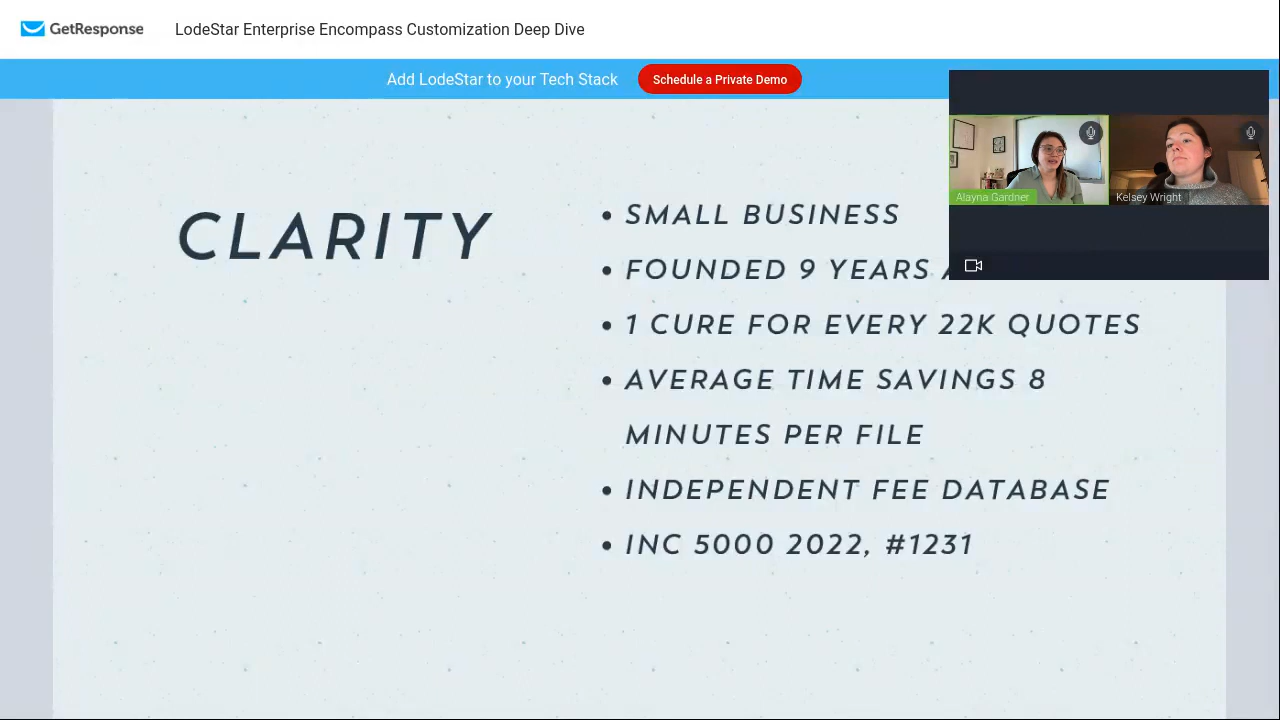 GetResponse
LodeStar Enterprise Encompass Customization Deep Dive
Add LodeStar to your Tech Stack
Schedule a Private Demo
Alayna Gardner
Kelsey Wright
CLARITY
• SMALL BUSINESS
• FOUNDED 9 YEARS
• 1 CURE FOR EVERY 22K QUOTES
• AVERAGE TIME SAVINGS 8
MINUTES PER FILE
• INDEPENDENT FEE DATABASE
• INC 5000 2022, #1231